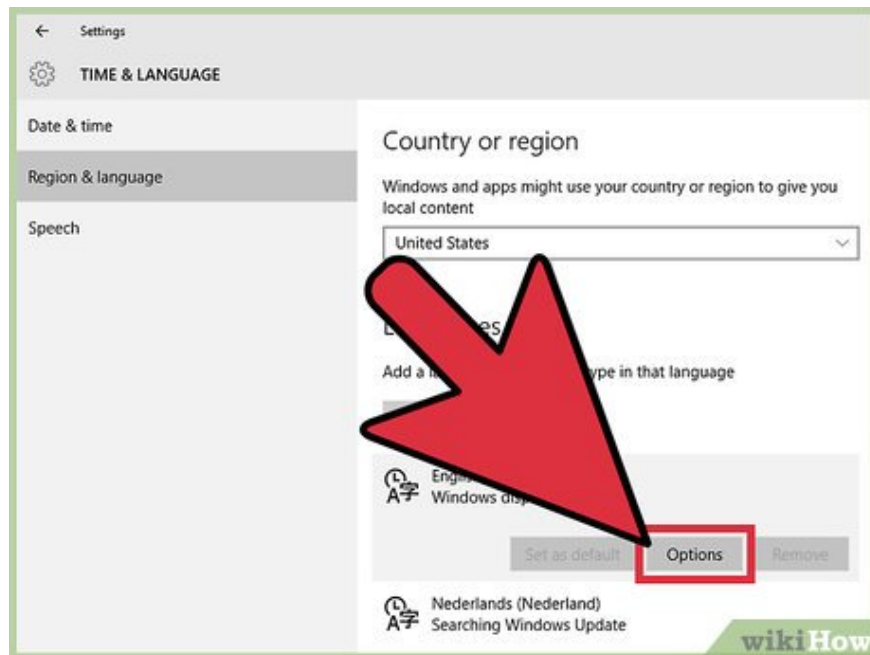 Settings
TIME & LANGUAGE
Date & time
Region & language
Speech
Country or region
Windows and apps might use your country or region to give you
local content
United States
es
Add a ype in that language
Windows
Set as default Options Remove
Nederlands (Nederland)
Searching Windows Update
wikiHow